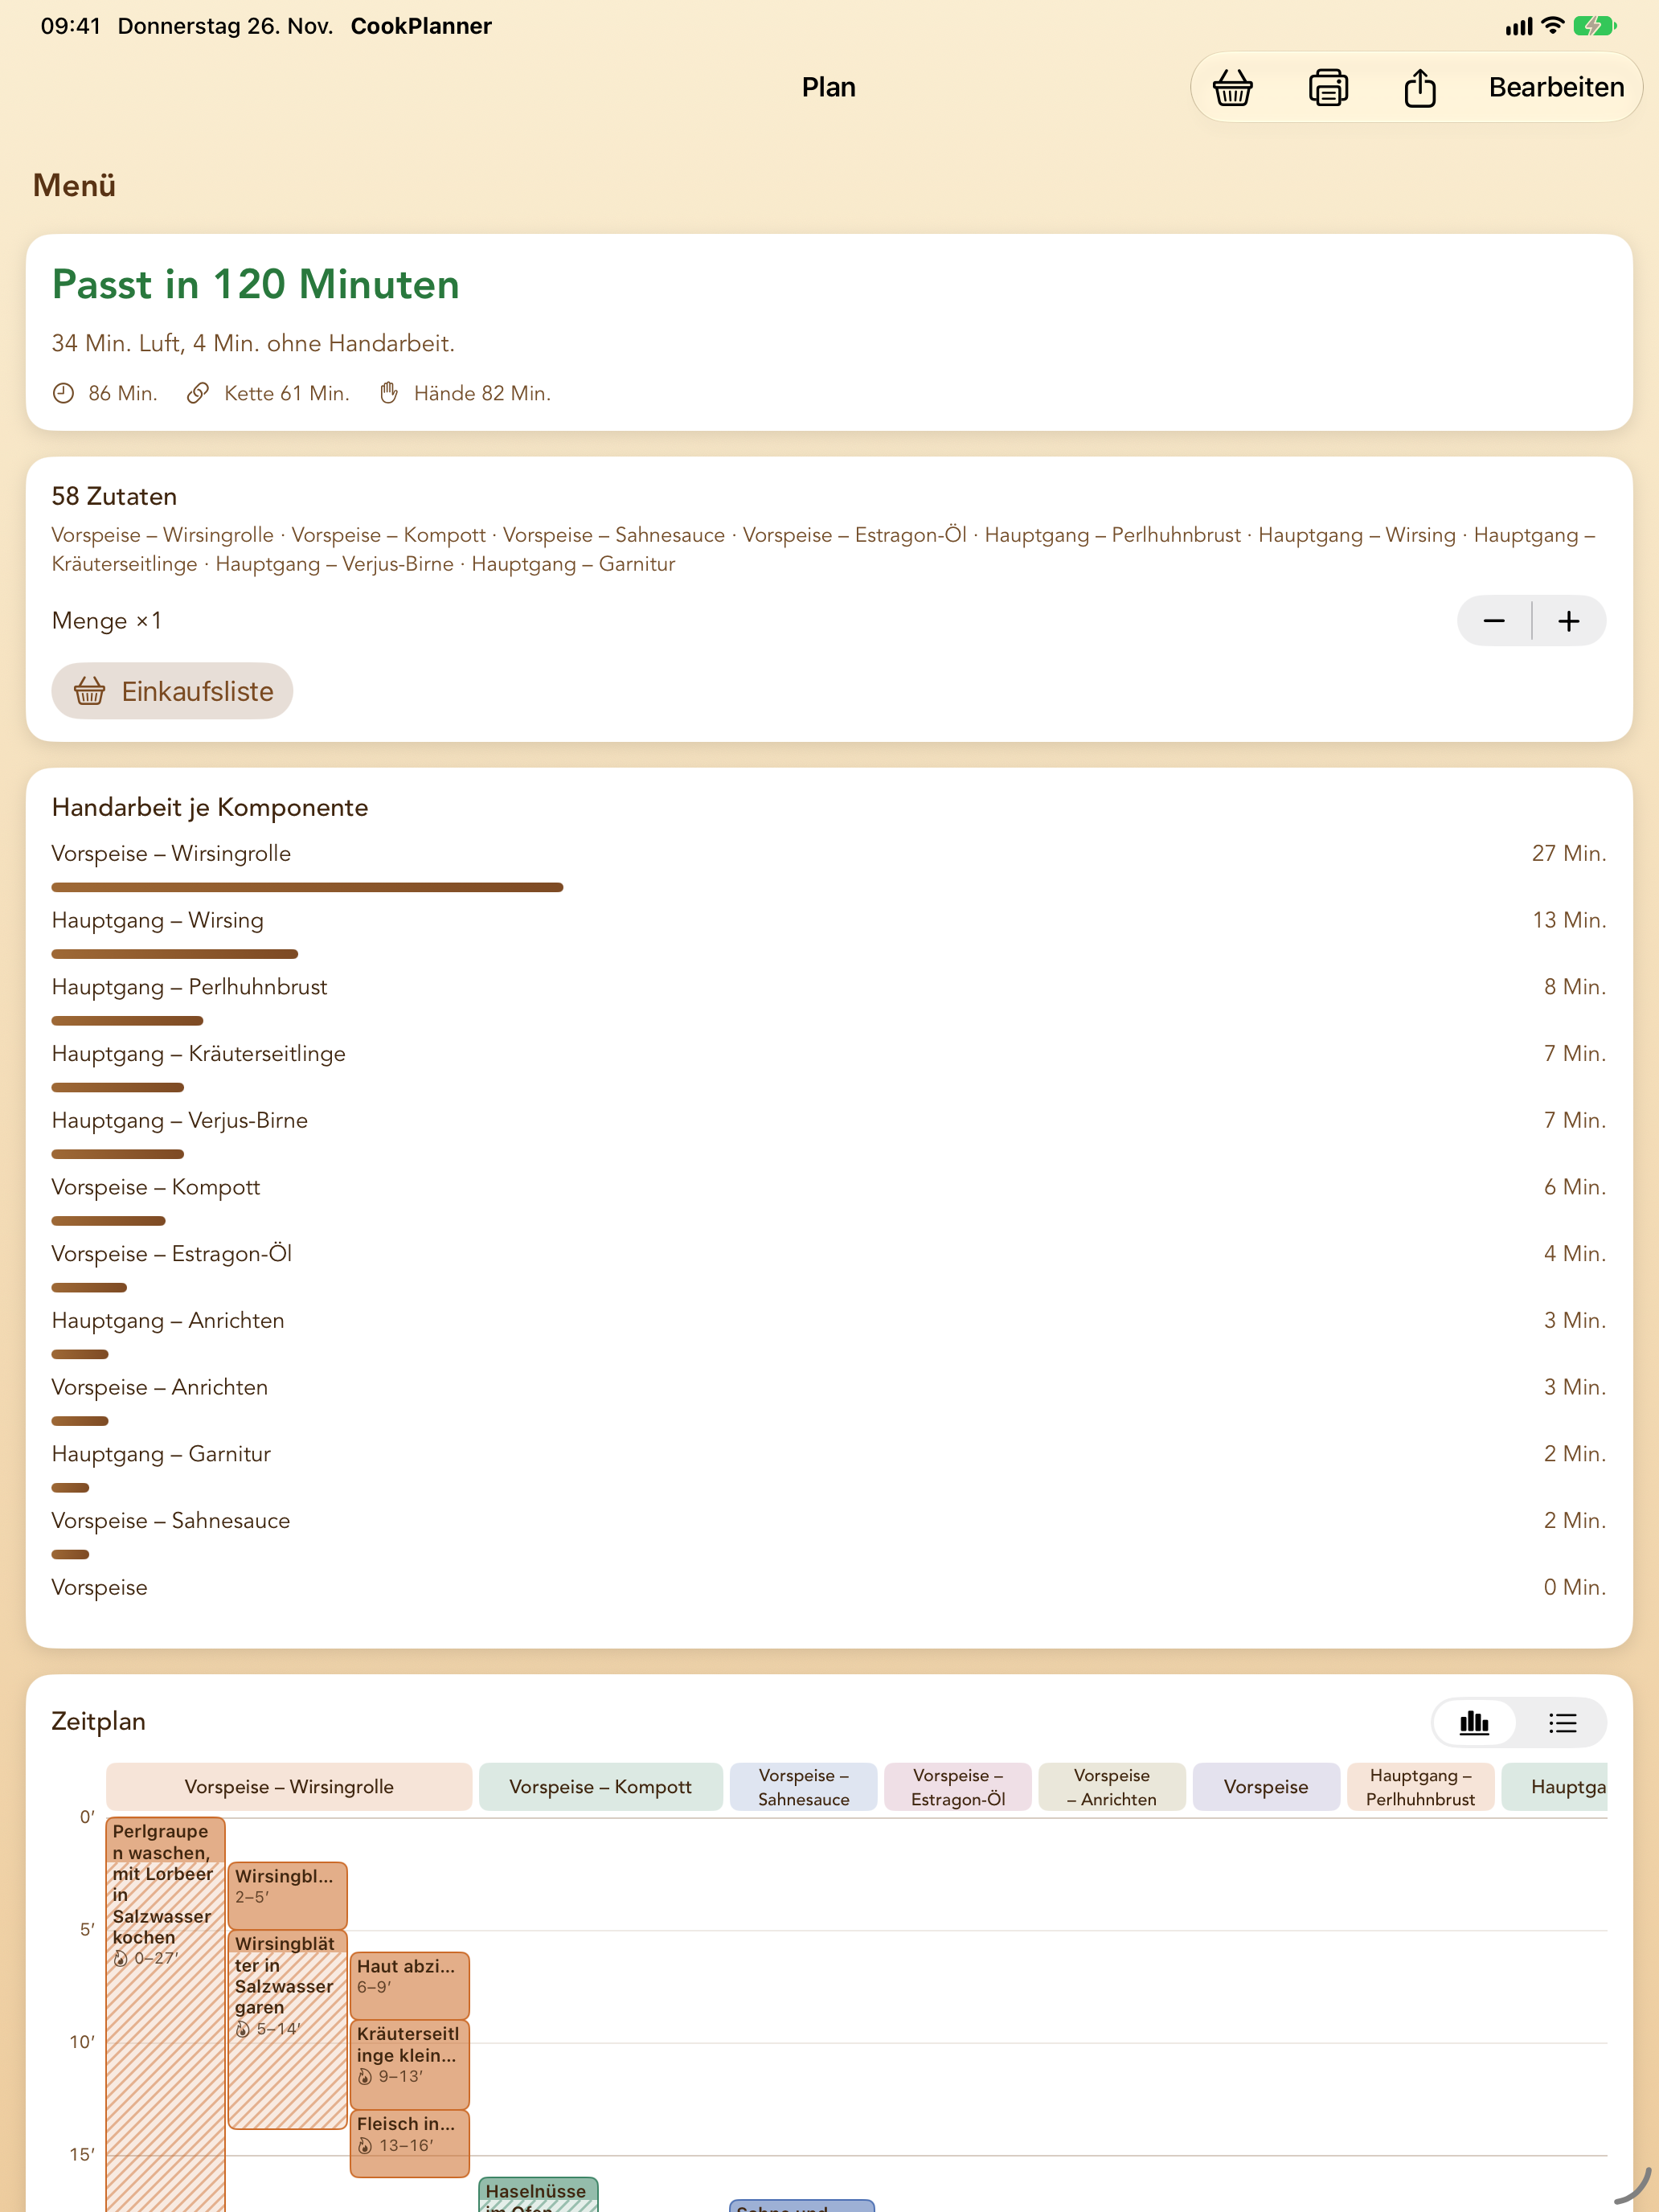 09:41 Donnerstag 26. Nov. CookPlanner
Plan
Bearbeiten
Menü
Passt in 120 Minuten
34 Min. Luft, 4 Min. ohne Handarbeit.
86 Min. Kette 61 Min. Hände 82 Min.
58 Zutaten
Vorspeise – Wirsingrolle · Vorspeise – Kompott · Vorspeise – Sahnesauce · Vorspeise – Estragon-Öl · Hauptgang – Perlhuhnbrust · Hauptgang – Wirsing · Hauptgang –
Kräuterseitlinge · Hauptgang – Verjus-Birne · Hauptgang – Garnitur
Menge ×1
Einkaufsliste
Handarbeit je Komponente
Vorspeise – Wirsingrolle 27 Min.
Hauptgang – Wirsing 13 Min.
Hauptgang – Perlhuhnbrust 8 Min.
Hauptgang – Kräuterseitlinge 7 Min.
Hauptgang – Verjus-Birne 7 Min.
Vorspeise – Kompott 6 Min.
Vorspeise – Estragon-Öl 4 Min.
Hauptgang – Anrichten 3 Min.
Vorspeise – Anrichten 3 Min.
Hauptgang – Garnitur 2 Min.
Vorspeise – Sahnesauce 2 Min.
Vorspeise 0 Min.
Zeitplan
Vorspeise – Wirsingrolle
Vorspeise – Kompott
Vorspeise –
Sahnesauce
Vorspeise –
Estragon-Öl
Vorspeise
– Anrichten
Vorspeise
Hauptgang –
Perlhuhnbrust
Hauptga
0′
5′
10′
15′
Perlgraupe
n waschen,
mit Lorbeer
in
Salzwasser
kochen
0–27′
Wirsingbl...
2–5′
Wirsingblät
ter in
Salzwasser
garen
5–14′
Haut abzi...
6–9′
Kräuterseitl
inge klein...
9–13′
Fleisch in...
13–16′
Haselnüsse
im Ofen
Sahne und